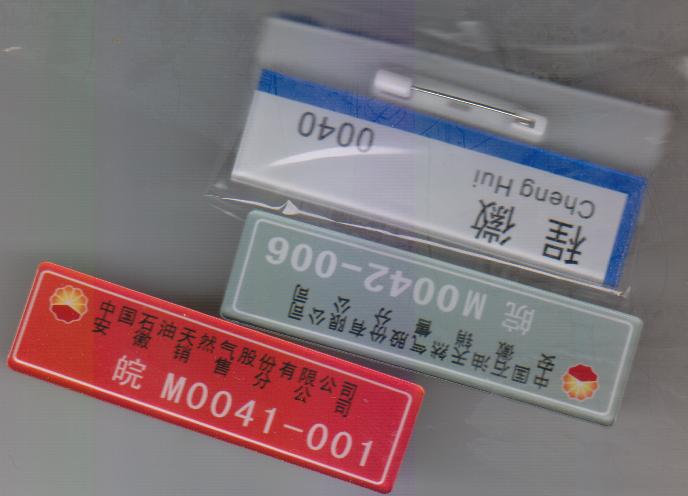 0040
程徽
Cheng Hui
中国石油天然气股份有限公司
安徽销售分公司
皖 M0042-006
中国石油天然气股份有限公司
安徽销售分公司
皖 M0041-001